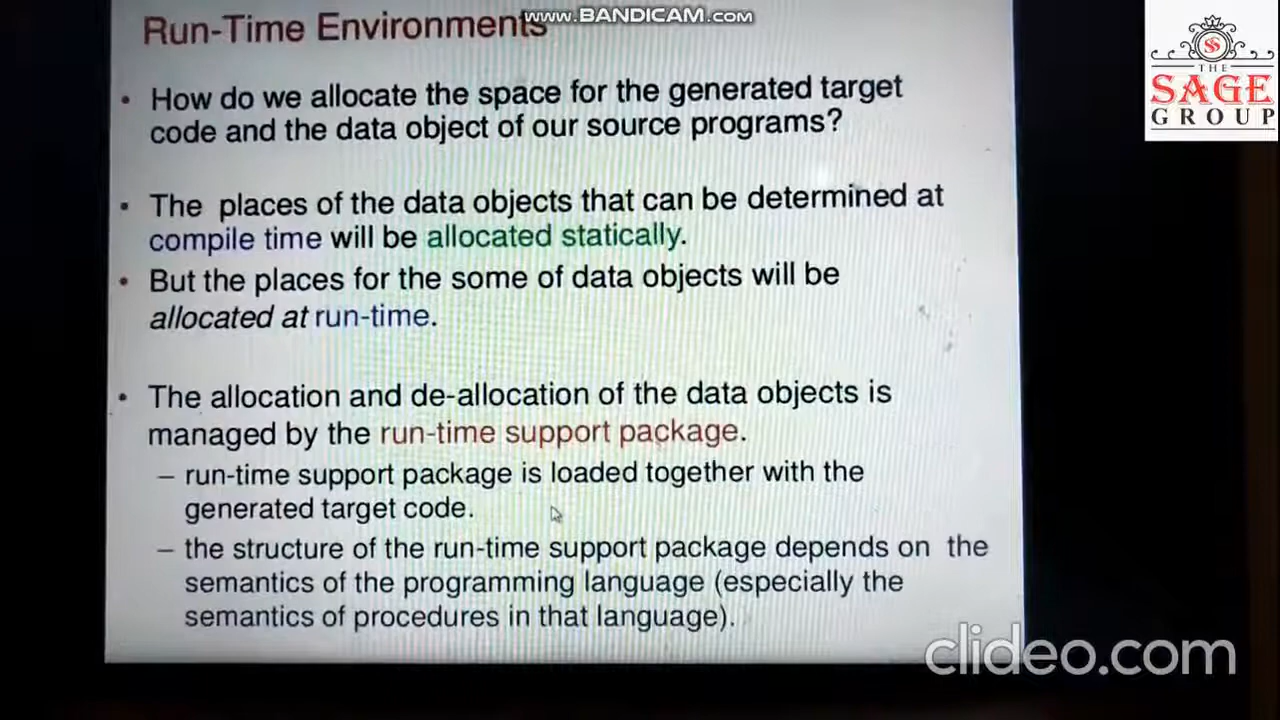 Run-Time Environments
www.BANDICAM.com
SS
THE
SAGE
GROUP
• How do we allocate the space for the generated target
code and the data object of our source programs?
• The places of the data objects that can be determined at
compile time will be allocated statically.
• But the places for the some of data objects will be
allocated at run-time.
• The allocation and de-allocation of the data objects is
managed by the run-time support package.
– run-time support package is loaded together with the
generated target code.
– the structure of the run-time support package depends on the
semantics of the programming language (especially the
semantics of procedures in that language).
clideo.com